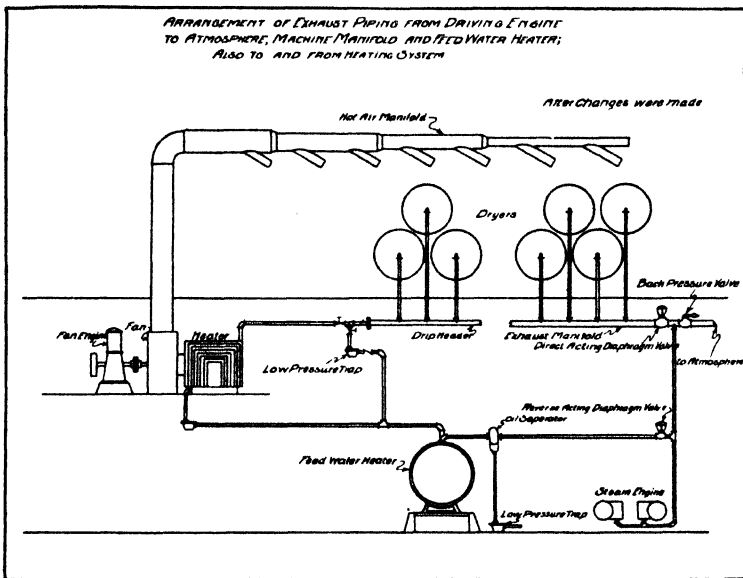 ARRANGEMENT OF EXHAUST PIPING FROM DRIVING ENGINE
TO ATMOSPHERE, MACHINE MANIFOLD AND FEED WATER HEATER;
ALSO TO AND FROM HEATING SYSTEM
After Changes were made
Hot Air Manifold
Dryers
Back Pressure Valve
Fan Engine
Fan
Heater
Drip Header
Exhaust Manifold
Direct Acting Diaphragm Valve
to Atmosphere
Low Pressure Trap
Reverse Acting Diaphragm Valve
Oil Separator
Feed Water Heater
Steam Engine
Low Pressure Trap